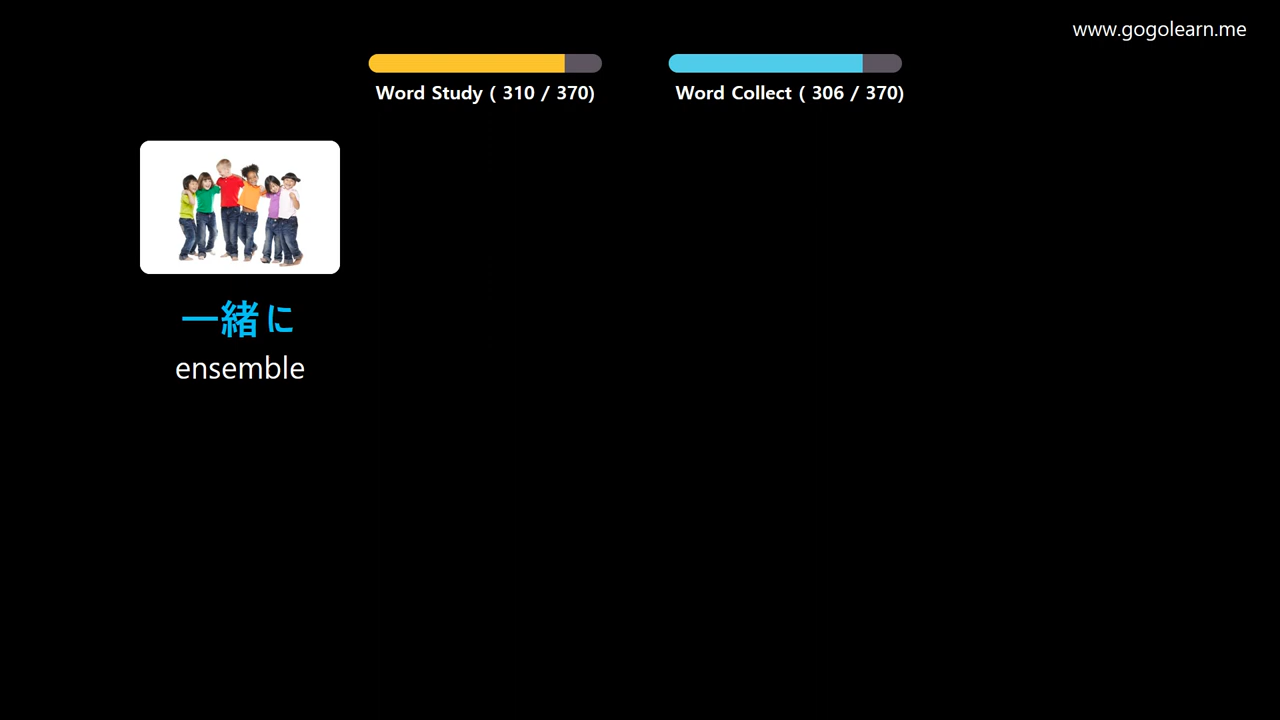 www.gogolearn.me
Word Study ( 310 / 370)
Word Collect ( 306 / 370)
一緒に
ensemble